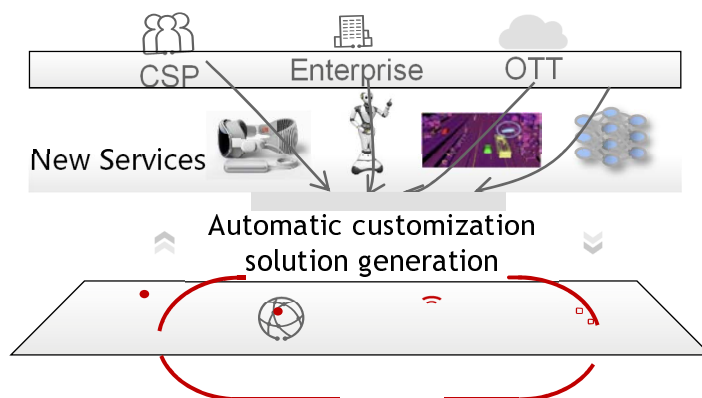 CSP
Enterprise
OTT
New Services
Automatic customization
solution generation